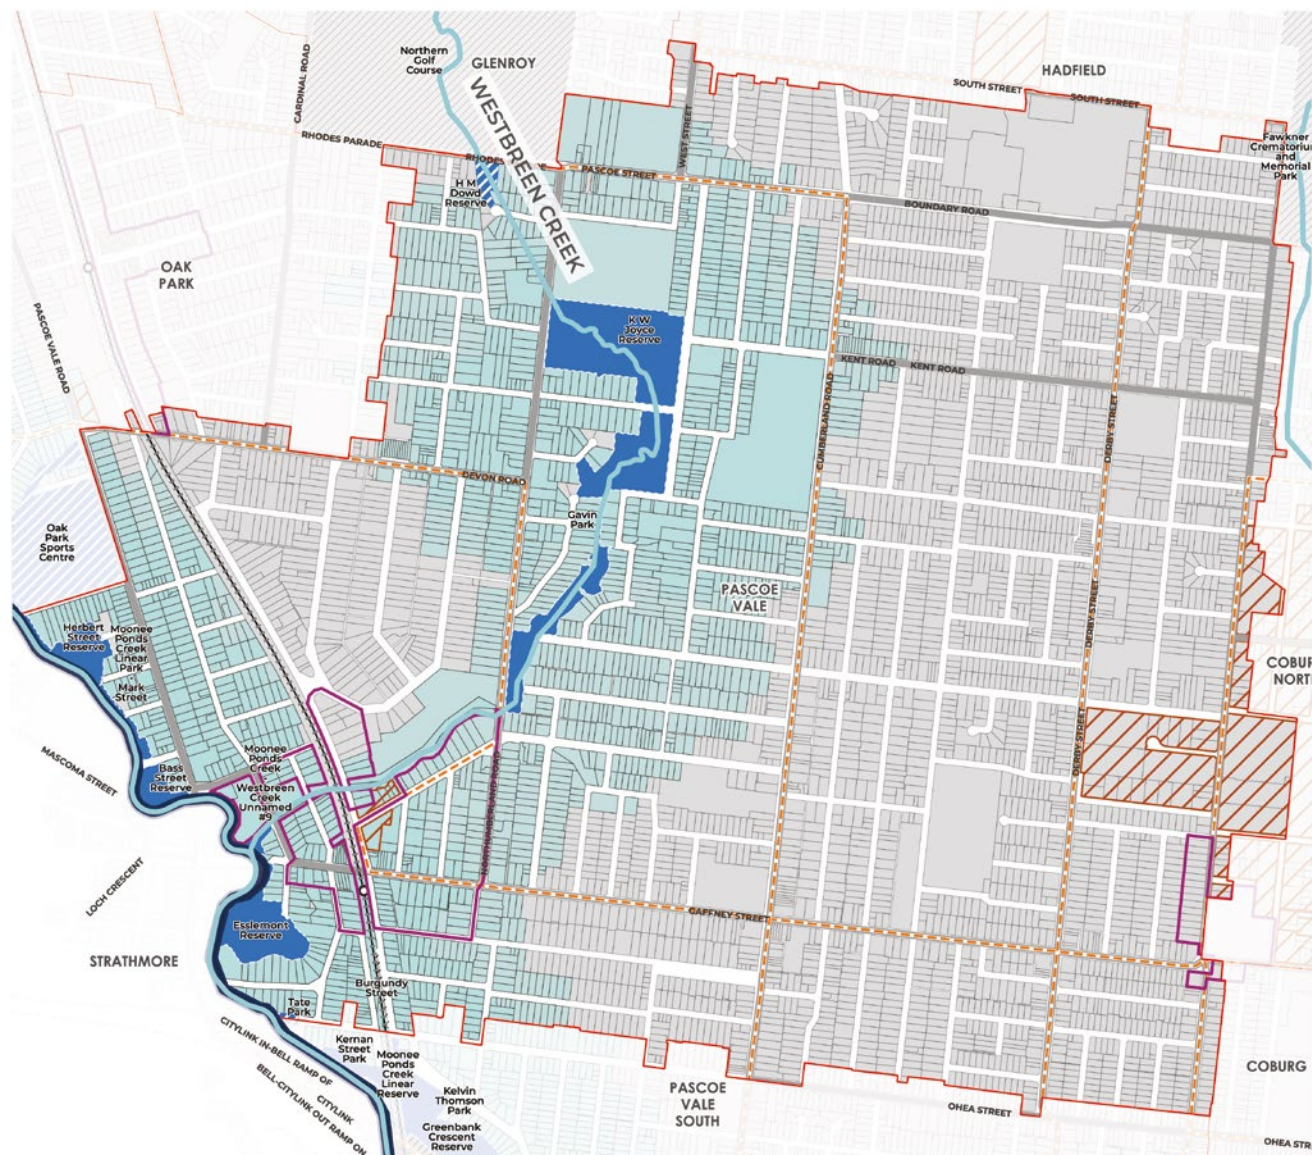 Northern
Golf
Course
GLENROY
HADFIELD
CARDINAL ROAD
SOUTH STREET
SOUTH STREET
WEST STREET
WESTBREEN CREEK
RHODES PARADE
PASCOE STREET
Fawkner
Crematorium
and
Memorial
Park
H M
Dowd
Reserve
BOUNDARY ROAD
OAK
PARK
PASCOE VALE ROAD
K W
Joyce
Reserve
KENT ROAD
KENT ROAD
CUMBERLAND ROAD
DERBY STREET
DEVON ROAD
Gavin
Park
Oak
Park
Sports
Centre
PASCOE
VALE
DERBY STREET
Herbert
Street
Reserve
Moonee
Ponds
Creek
Linear
Park
-
Mark
Street
COBURG
NORTH
MASCOMA STREET
Bass
Street
Reserve
Moonee
Ponds
Creek
-
Westbreen
Creek
Unnamed
#9
NORTHUMBERLAND ROAD
DERBY STREET
LOCH CRESCENT
GAFFNEY STREET
Esslemont
Reserve
STRATHMORE
Burgundy
Street
Tate
Park
CITYLINK IN-BELL RAMP OF
CITYLINK
BELL-CITYLINK OUT RAMP ON
Kernan
Street
Park
Moonee
Ponds
Creek
Linear
Reserve
Kelvin
Thomson
Park
Greenbank
Crescent
Reserve
PASCOE
VALE
SOUTH
COBURG
OHEA STREET
OHEA STR